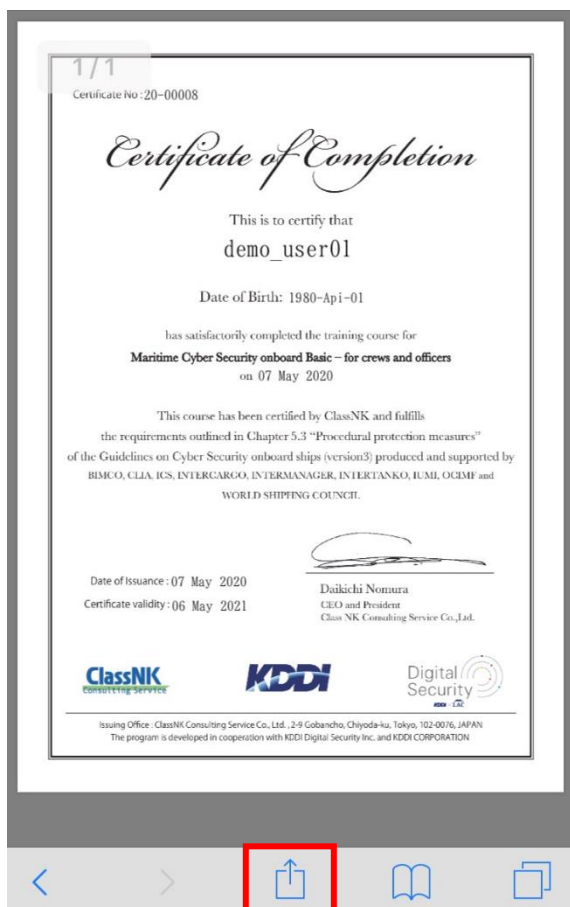 1/1
Certificate No : 20-00008
Certificate of Completion
This is to certify that
demo_user01
Date of Birth: 1980-Api-01
has satisfactorily completed the training course for
Maritime Cyber Security onboard Basic – for crews and officers
on 07 May 2020
This course has been certified by ClassNK and fulfills
the requirements outlined in Chapter 5.3 “Procedural protection measures”
of the Guidelines on Cyber Security onboard ships (version3) produced and supported by
BIMCO, CLIA, ICS, INTERCARGO, INTERMANAGER, INTERTANKO, IUMI, OCIMF and
WORLD SHIPPING COUNCIL.
Date of Issuance : 07 May 2020
Certificate validity : 06 May 2021
Daikichi Nomura
CEO and President
Class NK Consulting Service Co.,Ltd.
ClassNK
Consulting Service
KDDI
Digital
Security
KDDI LAC
Issuing Office : ClassNK Consulting Service Co., Ltd. , 2-9 Gobancho, Chiyoda-ku, Tokyo, 102-0076, JAPAN
The program is developed in cooperation with KDDI Digital Security Inc. and KDDI CORPORATION